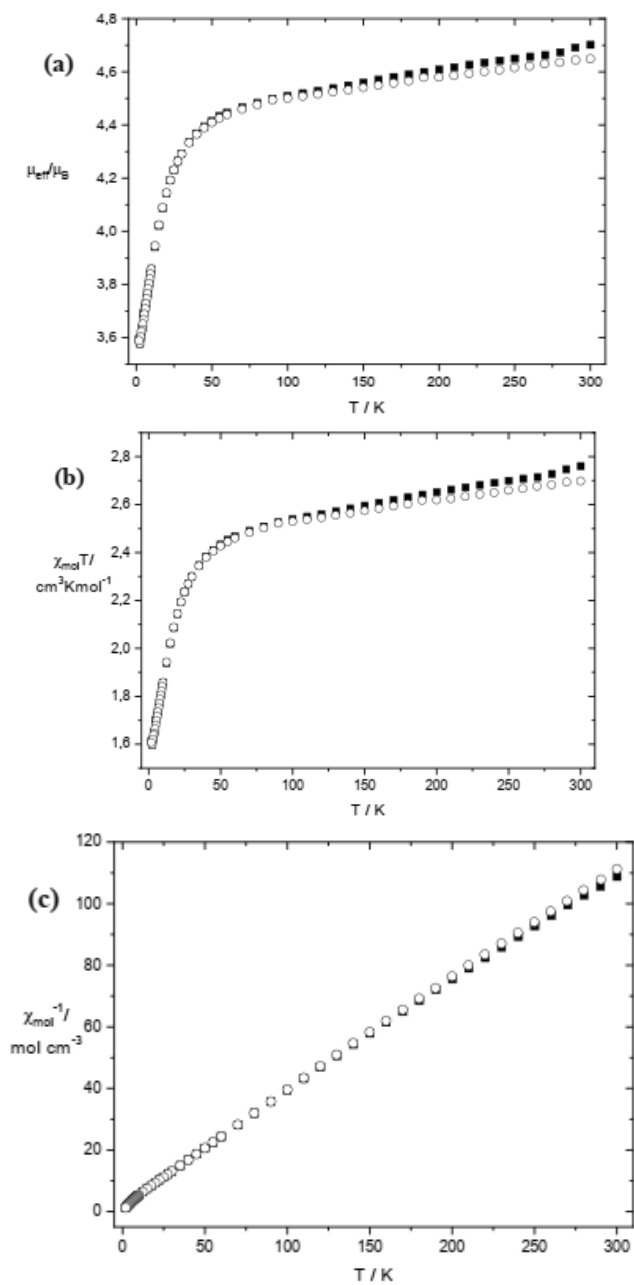 (a)
4,8
4,6
4,4
4,2
4,0
3,8
3,6
μeff/μB
0 50 100 150 200 250 300
T / K
(b)
2,8
2,6
2,4
2,2
2,0
1,8
1,6
χmolT/
cm³Kmol⁻¹
0 50 100 150 200 250 300
T / K
(c)
120
100
80
60
40
20
0
χmol⁻¹/
mol cm⁻³
0 50 100 150 200 250 300
T / K